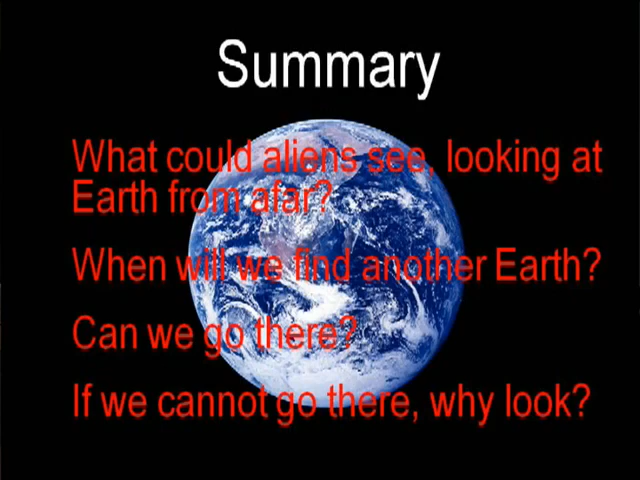 Summary
What could aliens see, looking at
Earth from afar?
When will we find another Earth?
Can we go there?
If we cannot go there, why look?